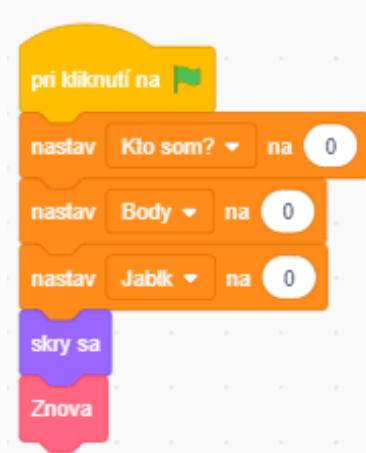 pri kliknutí na
nastav Kto som? na 0
nastav Body na 0
nastav Jablk na 0
skry sa
Znova